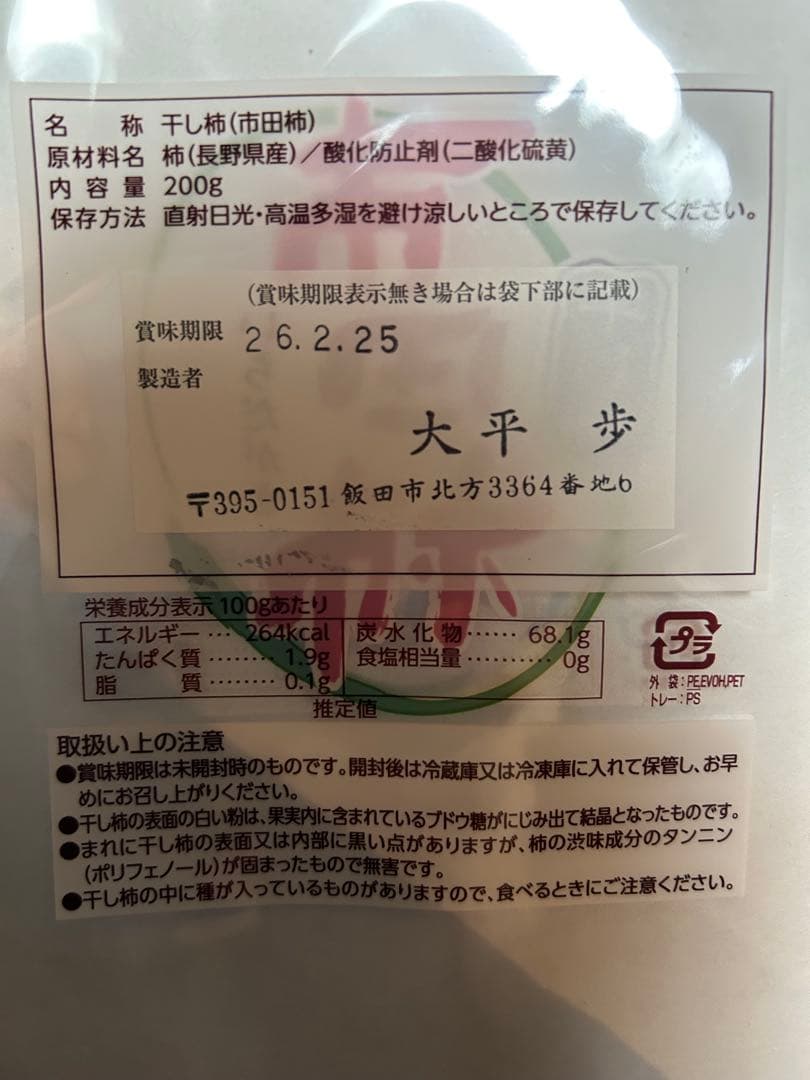 名称 干し柿(市田柿)
原材料名 柿(長野県産)／酸化防止剤(二酸化硫黄)
内容量 200g
保存方法 直射日光・高温多湿を避け涼しいところで保存してください。
(賞味期限表示無き場合は袋下部に記載)
賞味期限 26.2.25
製造者
大平 歩
〒395-0151 飯田市北方3364番地6
栄養成分表示 100gあたり
エネルギー… 264kcal 炭水化物…… 68.1g
たんぱく質……… 1.9g 食塩相当量………… 0g
脂質……… 0.1g
推定値
プラ
外袋:PE,EVOH,PET
トレー:PS
取扱い上の注意
●賞味期限は未開封時のものです。開封後は冷蔵庫又は冷凍庫に入れて保管し、お早
めにお召し上がりください。
●干し柿の表面の白い粉は、果実内に含まれているブドウ糖がにじみ出て結晶となったものです。
●まれに干し柿の表面又は内部に黒い点がありますが、柿の渋味成分のタンニン
(ポリフェノール)が固まったもので無害です。
●干し柿の中に種が入っているものがありますので、食べるときにご注意ください。